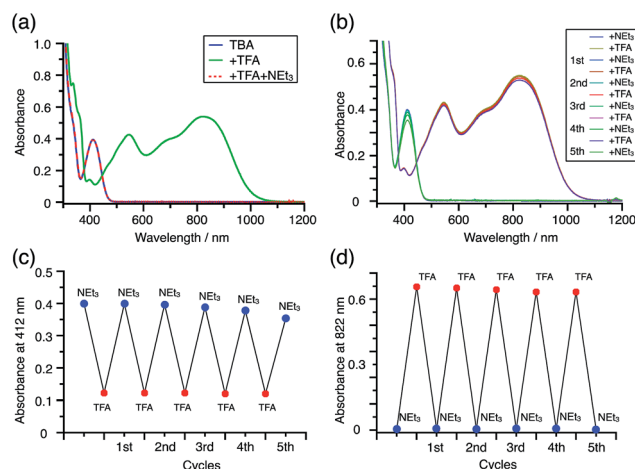 (a)
1.0
0.8
0.6
0.4
0.2
0.0
Absorbance
TBA
+TFA
+TFA+NEt₃
400 600 800 1000 1200
Wavelength / nm
(b)
0.6
0.4
0.2
0
Absorbance
+NEt₃
+TFA
1st +NEt₃
+TFA
2nd +NEt₃
+TFA
3rd +NEt₃
+TFA
4th +NEt₃
+TFA
5th +NEt₃
400 600 800 1000 1200
Wavelength / nm
(c)
0.5
0.4
0.3
0.2
0.1
0
Absorbance at 412 nm
NEt₃ NEt₃ NEt₃ NEt₃ NEt₃ NEt₃
TFA TFA TFA TFA TFA
1st 2nd 3rd 4th 5th
Cycles
(d)
0.6
0.3
0
Absorbance at 822 nm
TFA TFA TFA TFA TFA
NEt₃ NEt₃ NEt₃ NEt₃ NEt₃ NEt₃
1st 2nd 3rd 4th 5th
Cycles